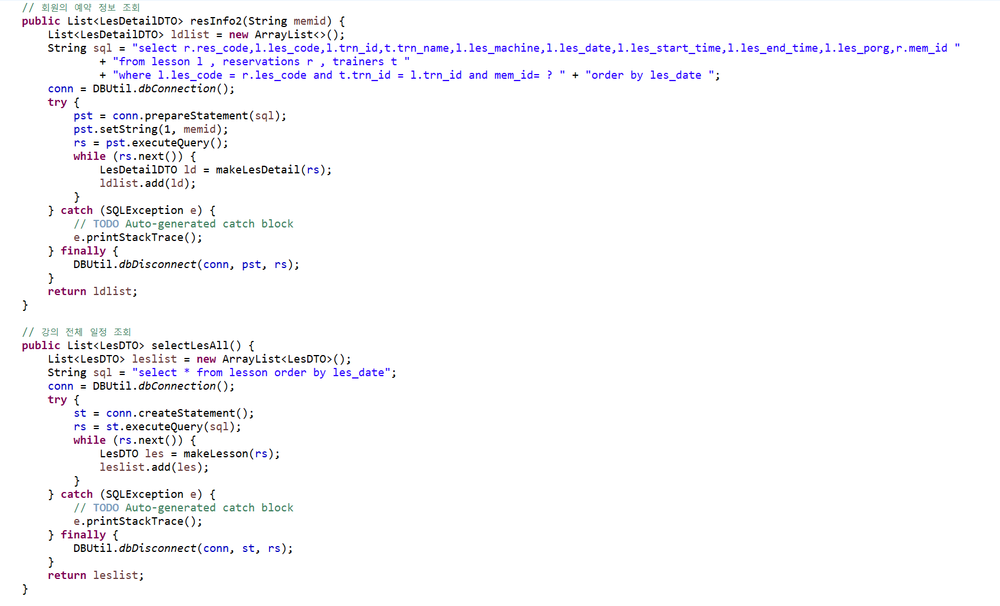 // 회원의 예약 정보 조회
public List<LesDetailDTO> resInfo2(String memid) {
List<LesDetailDTO> ldlist = new ArrayList<>();
String sql = "select r.res_code,l.les_code,l.trn_id,t.trn_name,l.les_machine,l.les_date,l.les_start_time,l.les_end_time,l.les_porg,r.mem_id "
+ "from lesson l , reservations r , trainers t "
+ "where l.les_code = r.les_code and t.trn_id = l.trn_id and mem_id= ? " + "order by les_date ";
conn = DBUtil.dbConnection();
try {
pst = conn.prepareStatement(sql);
pst.setString(1, memid);
rs = pst.executeQuery();
while (rs.next()) {
LesDetailDTO ld = makeLesDetail(rs);
ldlist.add(ld);
}
} catch (SQLException e) {
// TODO Auto-generated catch block
e.printStackTrace();
} finally {
DBUtil.dbDisconnect(conn, pst, rs);
}
return ldlist;
}
// 강의 전체 일정 조회
public List<LesDTO> selectLesAll() {
List<LesDTO> leslist = new ArrayList<LesDTO>();
String sql = "select * from lesson order by les_date";
conn = DBUtil.dbConnection();
try {
st = conn.createStatement();
rs = st.executeQuery(sql);
while (rs.next()) {
LesDTO les = makeLesson(rs);
leslist.add(les);
}
} catch (SQLException e) {
// TODO Auto-generated catch block
e.printStackTrace();
} finally {
DBUtil.dbDisconnect(conn, st, rs);
}
return leslist;
}